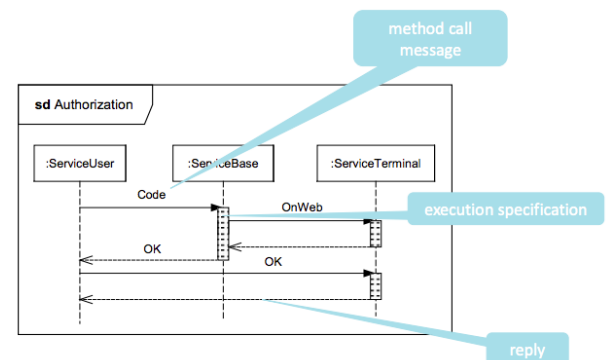 method call
message
sd Authorization
:ServiceUser
:ServiceBase
:ServiceTerminal
Code
OnWeb
execution specification
OK
OK
reply